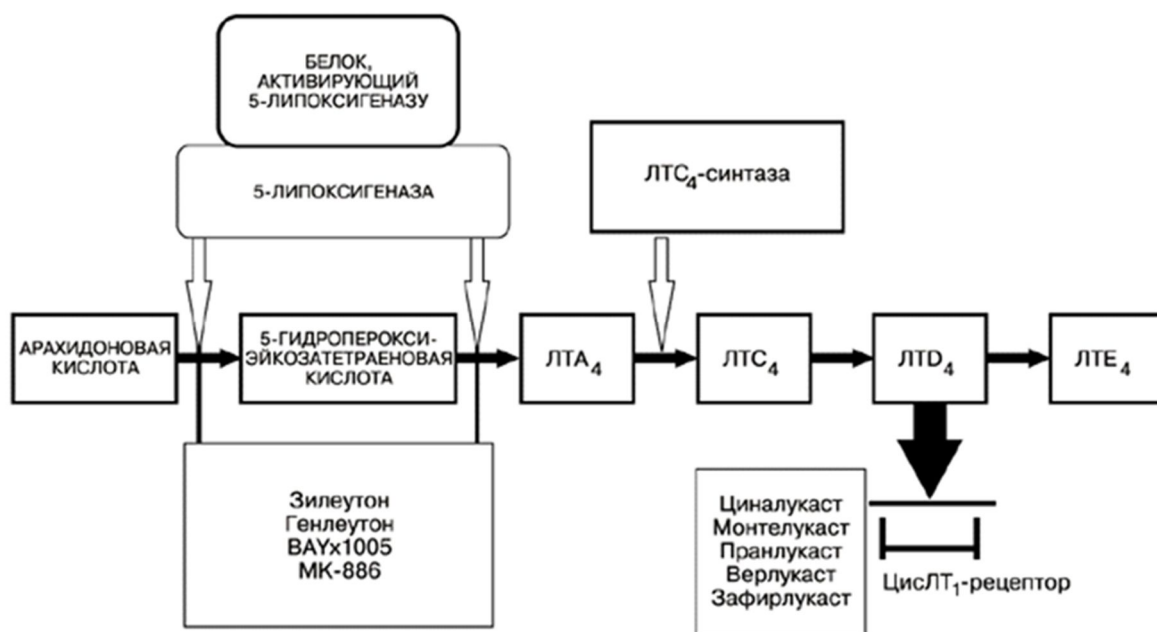 БЕЛОК,
АКТИВИРУЮЩИЙ
5-ЛИПОКСИГЕНАЗУ
5-ЛИПОКСИГЕНАЗА
ЛТС₄-синтаза
АРАХИДОНОВАЯ
КИСЛОТА
5-ГИДРОПЕРОКСИ-
ЭЙКОЗАТЕТРАЕНОВАЯ
КИСЛОТА
ЛТА₄
ЛТС₄
ЛТD₄
ЛТЕ₄
Зилеутон
Генлеутон
BAYx1005
МК-886
Циналукаст
Монтелукаст
Пранлукаст
Верлукаст
Зафирлукаст
ЦисЛТ₁-рецептор